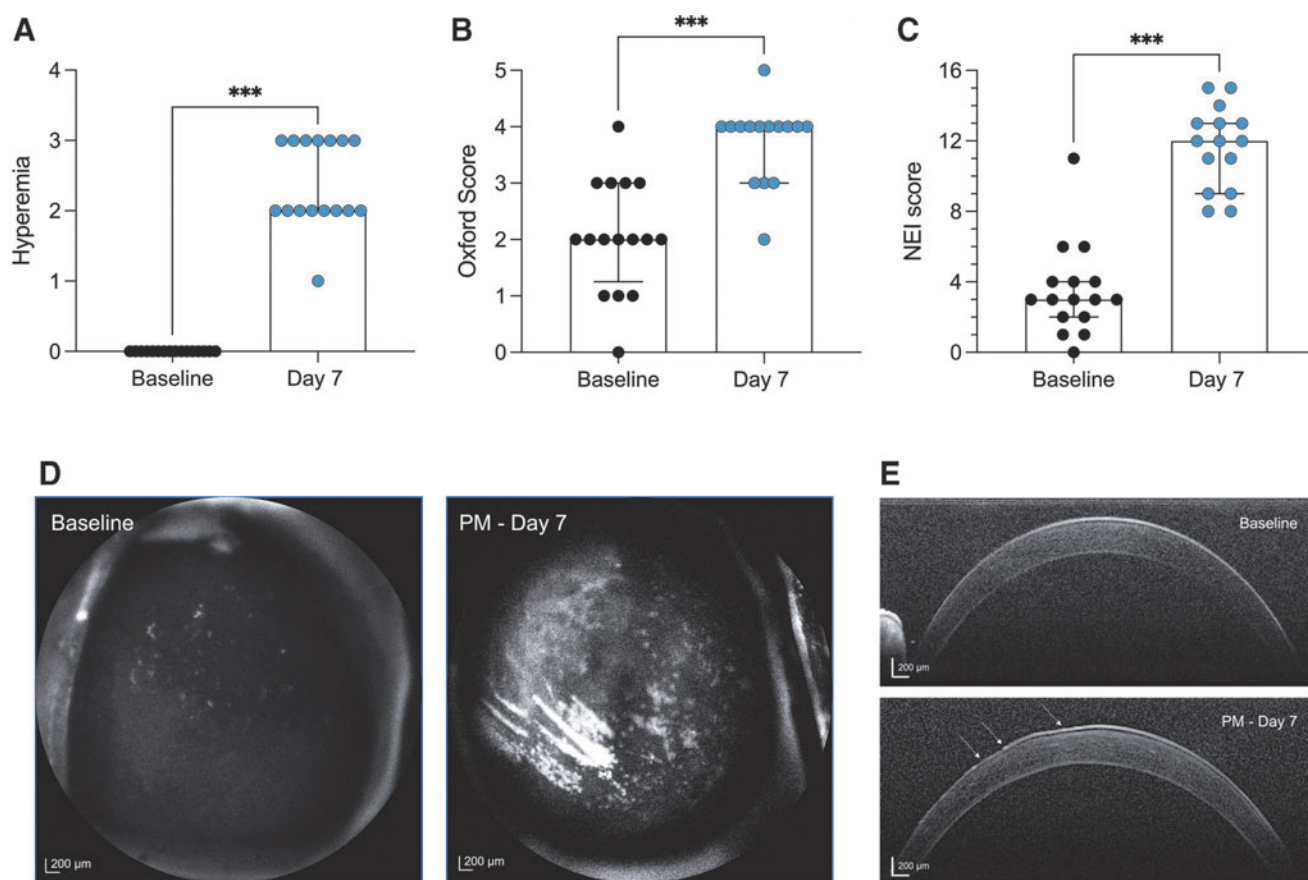 A
Hyperemia
4
3
2
1
0
***
Baseline
Day 7
B
Oxford Score
5
4
3
2
1
0
***
Baseline
Day 7
C
NEI score
16
12
8
4
0
***
Baseline
Day 7
D
Baseline
200 µm
PM - Day 7
200 µm
E
Baseline
200 µm
PM - Day 7
200 µm